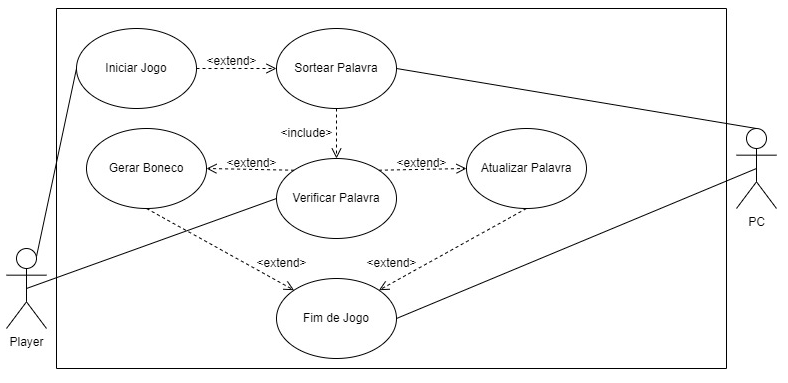 Iniciar Jogo
<extend>
Sortear Palavra
<include>
Gerar Boneco
<extend>
<extend>
Atualizar Palavra
Verificar Palavra
PC
<extend>
<extend>
Fim de Jogo
Player